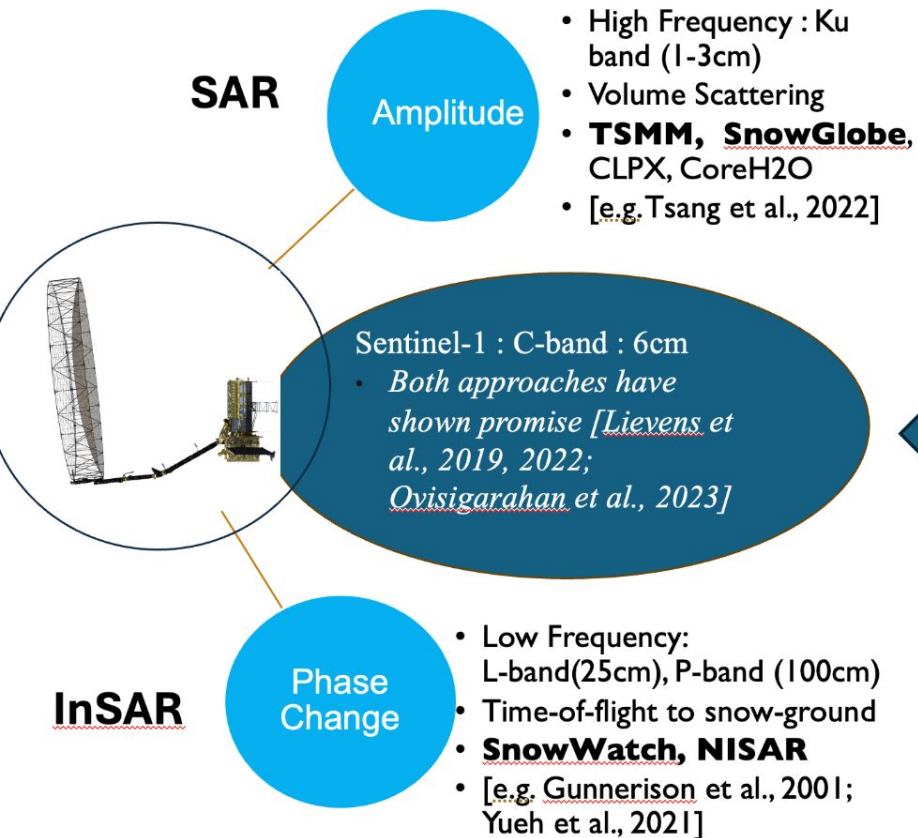 SAR
Amplitude
• High Frequency : Ku
band (1-3cm)
• Volume Scattering
• TSMM, SnowGlobe,
CLPX, CoreH2O
• [e.g. Tsang et al., 2022]
Sentinel-1 : C-band : 6cm
• Both approaches have
shown promise [Lievens et
al., 2019, 2022;
Ovisigarahan et al., 2023]
InSAR
Phase
Change
• Low Frequency:
L-band(25cm), P-band (100cm)
• Time-of-flight to snow-ground
• SnowWatch, NISAR
• [e.g. Gunnerison et al., 2001;
Yueh et al., 2021]